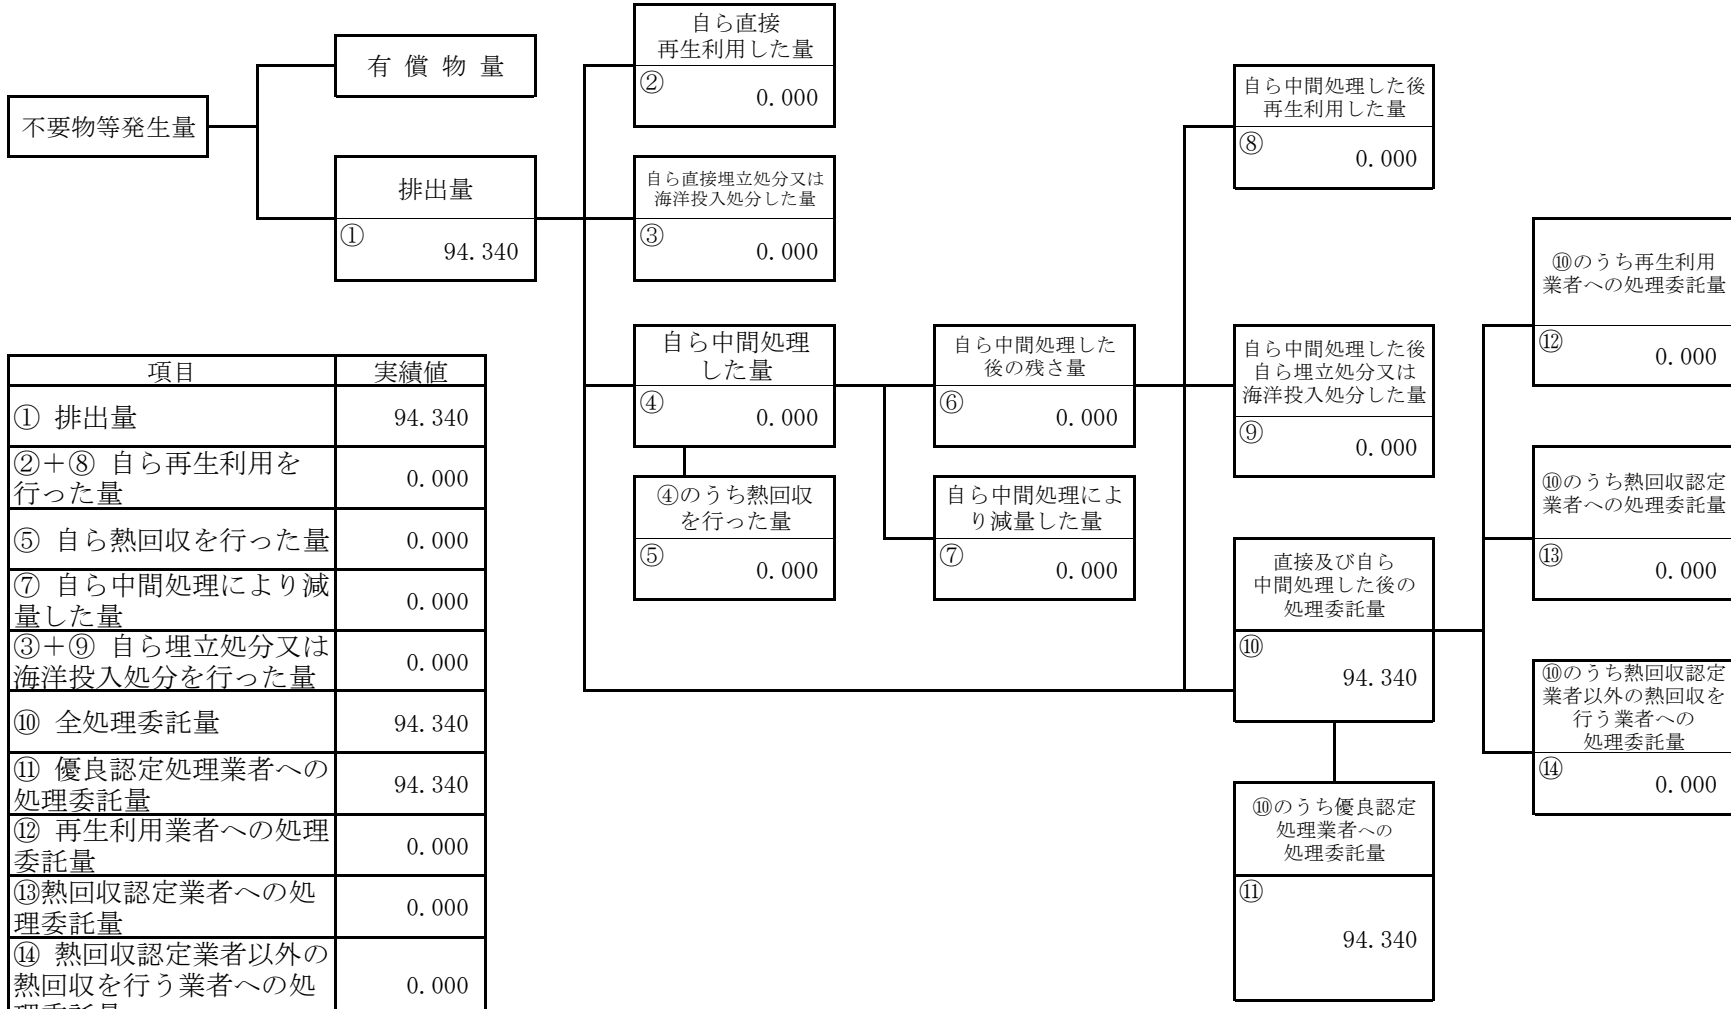 不要物等発生量
有 償 物 量
排出量
①
94.340
自ら直接
再生利用した量
②
0.000
自ら直接埋立処分又は
海洋投入処分した量
③
0.000
自ら中間処理
した量
④
0.000
④のうち熱回収
を行った量
⑤
0.000
自ら中間処理した
後の残さ量
⑥
0.000
自ら中間処理によ
り減量した量
⑦
0.000
自ら中間処理した後
再生利用した量
⑧
0.000
自ら中間処理した後
自ら埋立処分又は
海洋投入処分した量
⑨
0.000
直接及び自ら
中間処理した後の
処理委託量
⑩
94.340
⑩のうち優良認定
処理業者への
処理委託量
⑪
94.340
⑩のうち再生利用
業者への処理委託量
⑫
0.000
⑩のうち熱回収認定
業者への処理委託量
⑬
0.000
⑩のうち熱回収認定
業者以外の熱回収を
行う業者への
処理委託量
⑭
0.000
項目 実績値
① 排出量 94.340
②+⑧ 自ら再生利用を
行った量 0.000
⑤ 自ら熱回収を行った量 0.000
⑦ 自ら中間処理により減
量した量 0.000
③+⑨ 自ら埋立処分又は
海洋投入処分を行った量 0.000
⑩ 全処理委託量 94.340
⑪ 優良認定処理業者への
処理委託量 94.340
⑫ 再生利用業者への処理
委託量 0.000
⑬熱回収認定業者への処
理委託量 0.000
⑭ 熱回収認定業者以外の
熱回収を行う業者への処 0.000